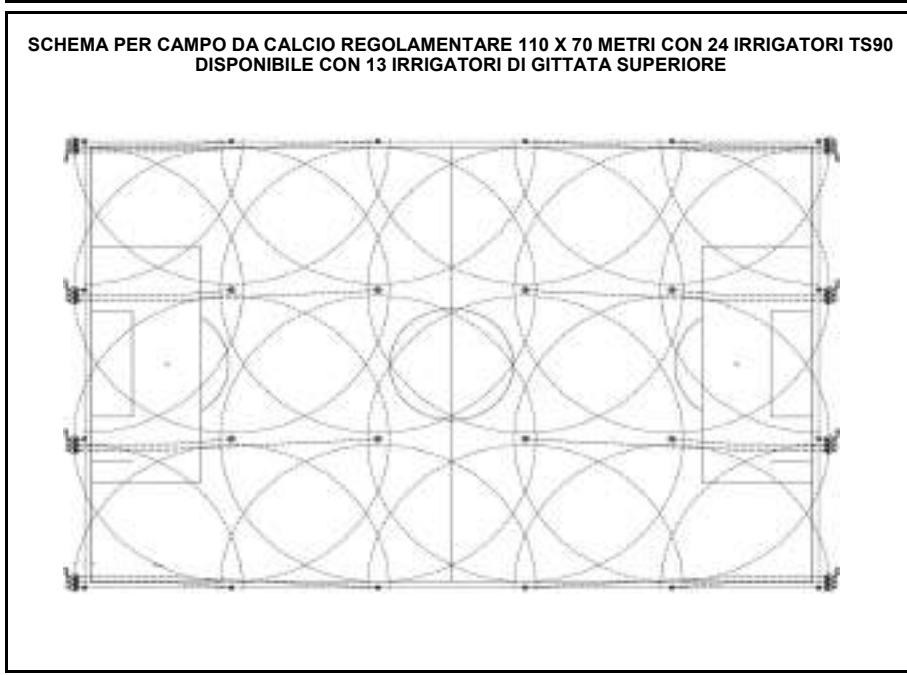 SCHEMA PER CAMPO DA CALCIO REGOLAMENTARE 110 X 70 METRI CON 24 IRRIGATORI TS90
DISPONIBILE CON 13 IRRIGATORI DI GITTATA SUPERIORE